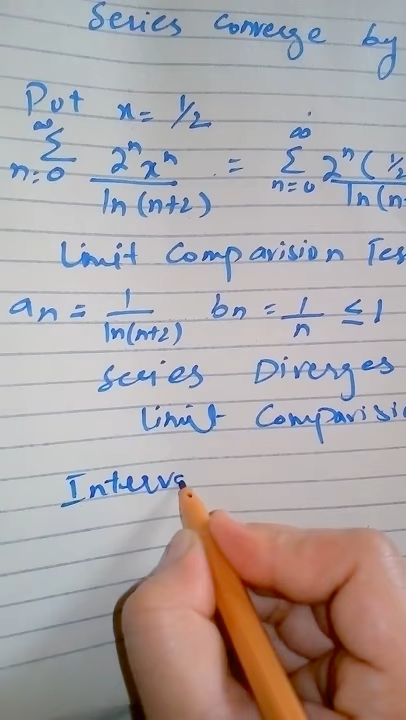 Series Converge by
Put x = 1/2
∞ ∞
Σ 2ⁿxⁿ = Σ 2ⁿ(1/2
n=0 ln(n+2) n=0 ln(n+
Limit Comparision Tes
an = 1/ln(n+2) bn = 1/n ≤ 1
Series Diverges
Limit Comparisi
Interva